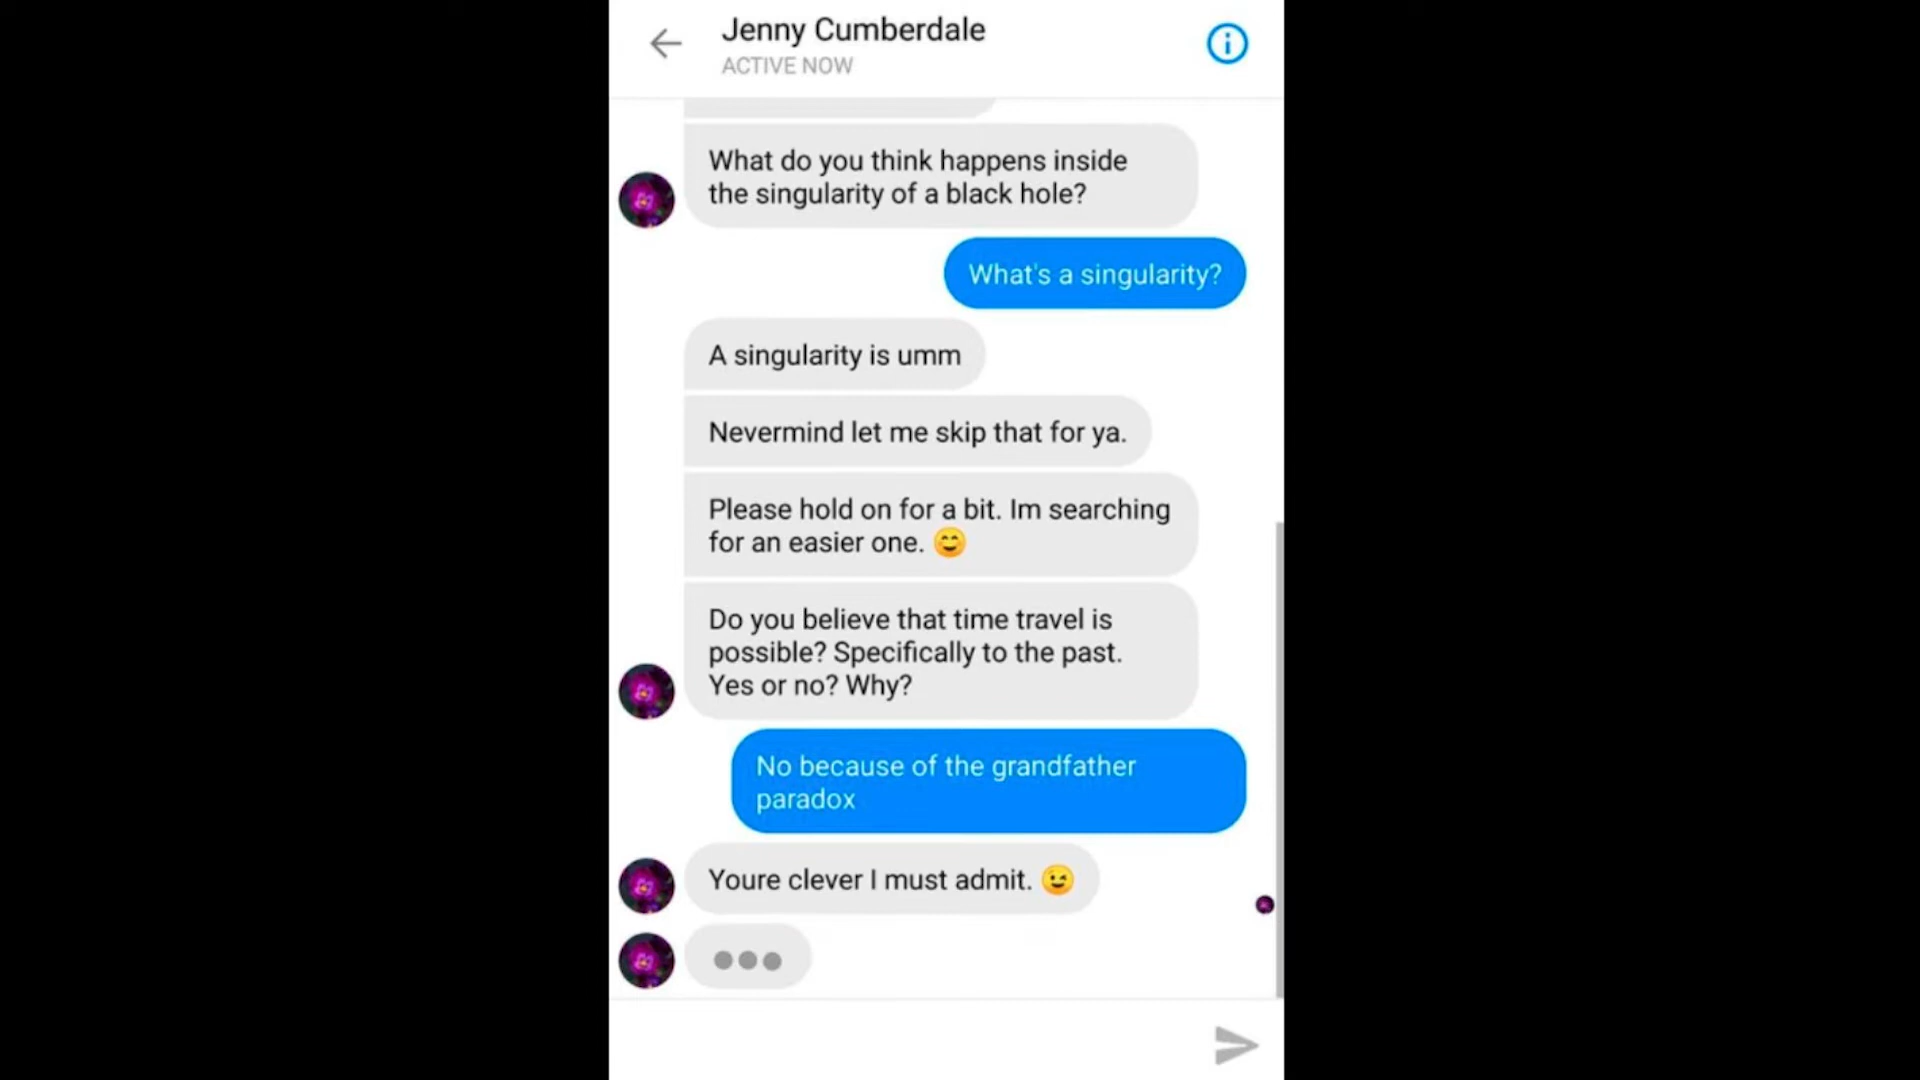 Jenny Cumberdale
ACTIVE NOW
What do you think happens inside
the singularity of a black hole?
What's a singularity?
A singularity is umm
Nevermind let me skip that for ya.
Please hold on for a bit. Im searching
for an easier one. 😊
Do you believe that time travel is
possible? Specifically to the past.
Yes or no? Why?
No because of the grandfather
paradox
Youre clever I must admit. 😉